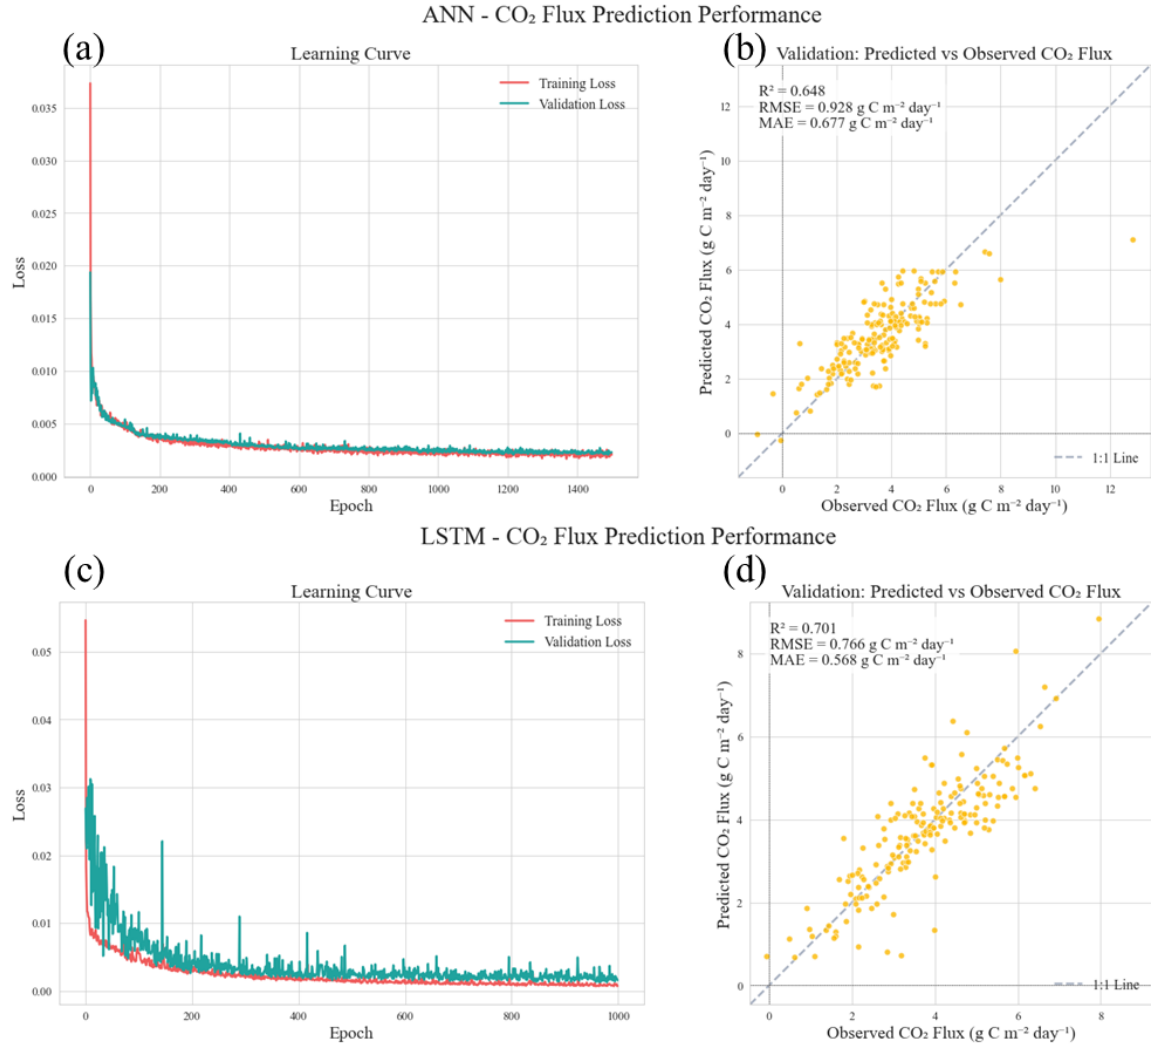 ANN - CO₂ Flux Prediction Performance
(a)
Learning Curve
Training Loss
Validation Loss
0.035
0.030
0.025
0.020
0.015
0.010
0.005
0.000
Loss
0
200
400
600
800
1000
1200
1400
Epoch
(b)
Validation: Predicted vs Observed CO₂ Flux
R² = 0.648
RMSE = 0.928 g C m⁻² day⁻¹
MAE = 0.677 g C m⁻² day⁻¹
12
10
8
6
4
2
0
Predicted CO₂ Flux (g C m⁻² day⁻¹)
1:1 Line
0
2
4
6
8
10
12
Observed CO₂ Flux (g C m⁻² day⁻¹)
LSTM - CO₂ Flux Prediction Performance
(c)
Learning Curve
Training Loss
Validation Loss
0.05
0.04
0.03
0.02
0.01
0.00
Loss
0
200
400
600
800
1000
Epoch
(d)
Validation: Predicted vs Observed CO₂ Flux
R² = 0.701
RMSE = 0.766 g C m⁻² day⁻¹
MAE = 0.568 g C m⁻² day⁻¹
8
6
4
2
0
Predicted CO₂ Flux (g C m⁻² day⁻¹)
1:1 Line
0
2
4
6
8
Observed CO₂ Flux (g C m⁻² day⁻¹)